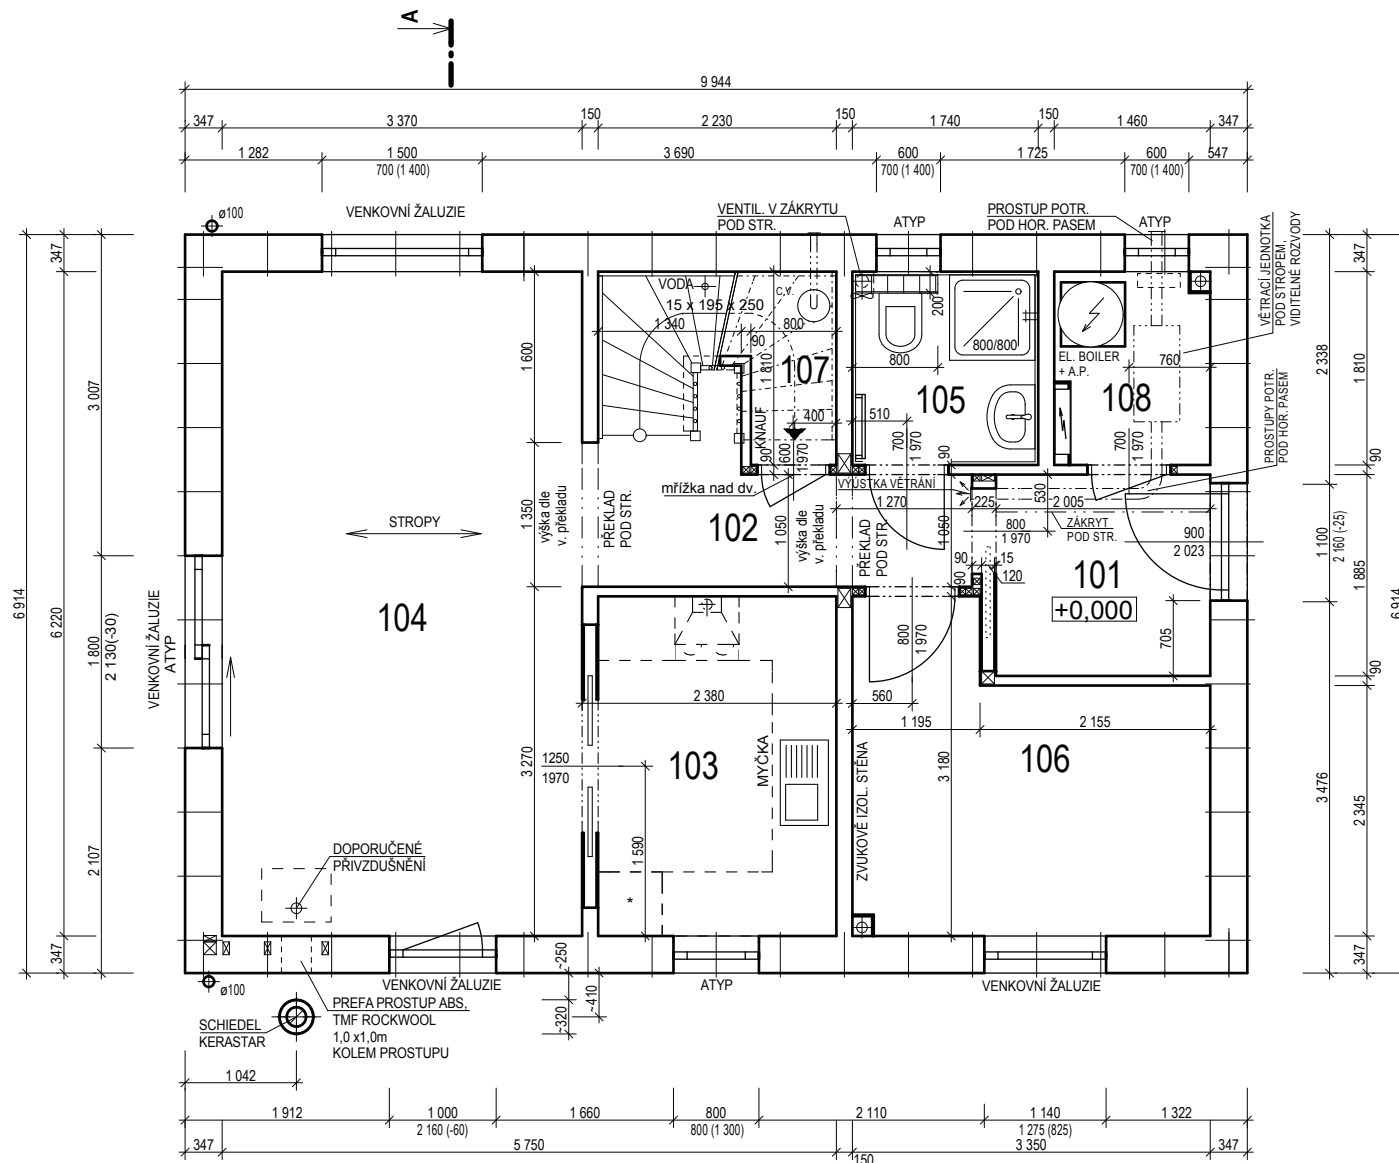 A
9 944
347
3 370
150
2 230
150
1 740
150
1 460
347
1 282
1 500
700 (1 400)
3 690
600
700 (1 400)
1 725
600
700 (1 400)
547
ø100
VENKOVNÍ ŽALUZIE
VENTIL. V ZÁKRYTU
POD STR.
ATYP
PROSTUP POTR.
POD HOR. PASEM
ATYP
VĚTRACÍ JEDNOTKA
POD STROPEM,
VIDITELNÉ ROZVODY
PROSTUPY POTR.
POD HOR. PASEM
6 914
347
6 220
347
3 007
1 800
2 130(-30)
2 107
VENKOVNÍ ŽALUZIE
ATYP
VODA
15 x 195 x 250
1 340
90
800
C.V.
1 810
107
KNAUF
400
90
600
1 970
200
800/800
800
105
510
700
1 970
90
EL. BOILER
+ A.P.
760
108
700
1 970
1 600
1 350
3 270
výška dle
v. překladu
PŘEKLAD
POD STR.
mřížka nad dv.
102
1 050
výška dle
v. překladu
PŘEKLAD
POD STR.
VÝÚSTKA VĚTRÁNÍ
1 270
225
530
2 005
1 050
800
1 970
ZÁKRYT
POD STR.
900
2 023
90
15
120
90
101
+0,000
705
STROPY
104
2 380
103
MYČKA
1250
1970
1 590
*
800
1 970
560
1 195
2 155
106
3 180
ZVUKOVĚ IZOL. STĚNA
347
2 338
1 810
90
1 100
2 160 (-25)
1 885
90
3 476
2 345
347
6 914
DOPORUČENÉ
PŘIVZDUŠNĚNÍ
ø100
VENKOVNÍ ŽALUZIE
PREFA PROSTUP ABS,
TMF ROCKWOOL
1,0 x1,0m
KOLEM PROSTUPU
SCHIEDEL
KERASTAR
~250
~320
~410
ATYP
VENKOVNÍ ŽALUZIE
1 042
1 912
1 000
2 160 (-60)
1 660
800
800 (1 300)
2 110
1 140
1 275 (825)
1 322
347
5 750
150
3 350
347